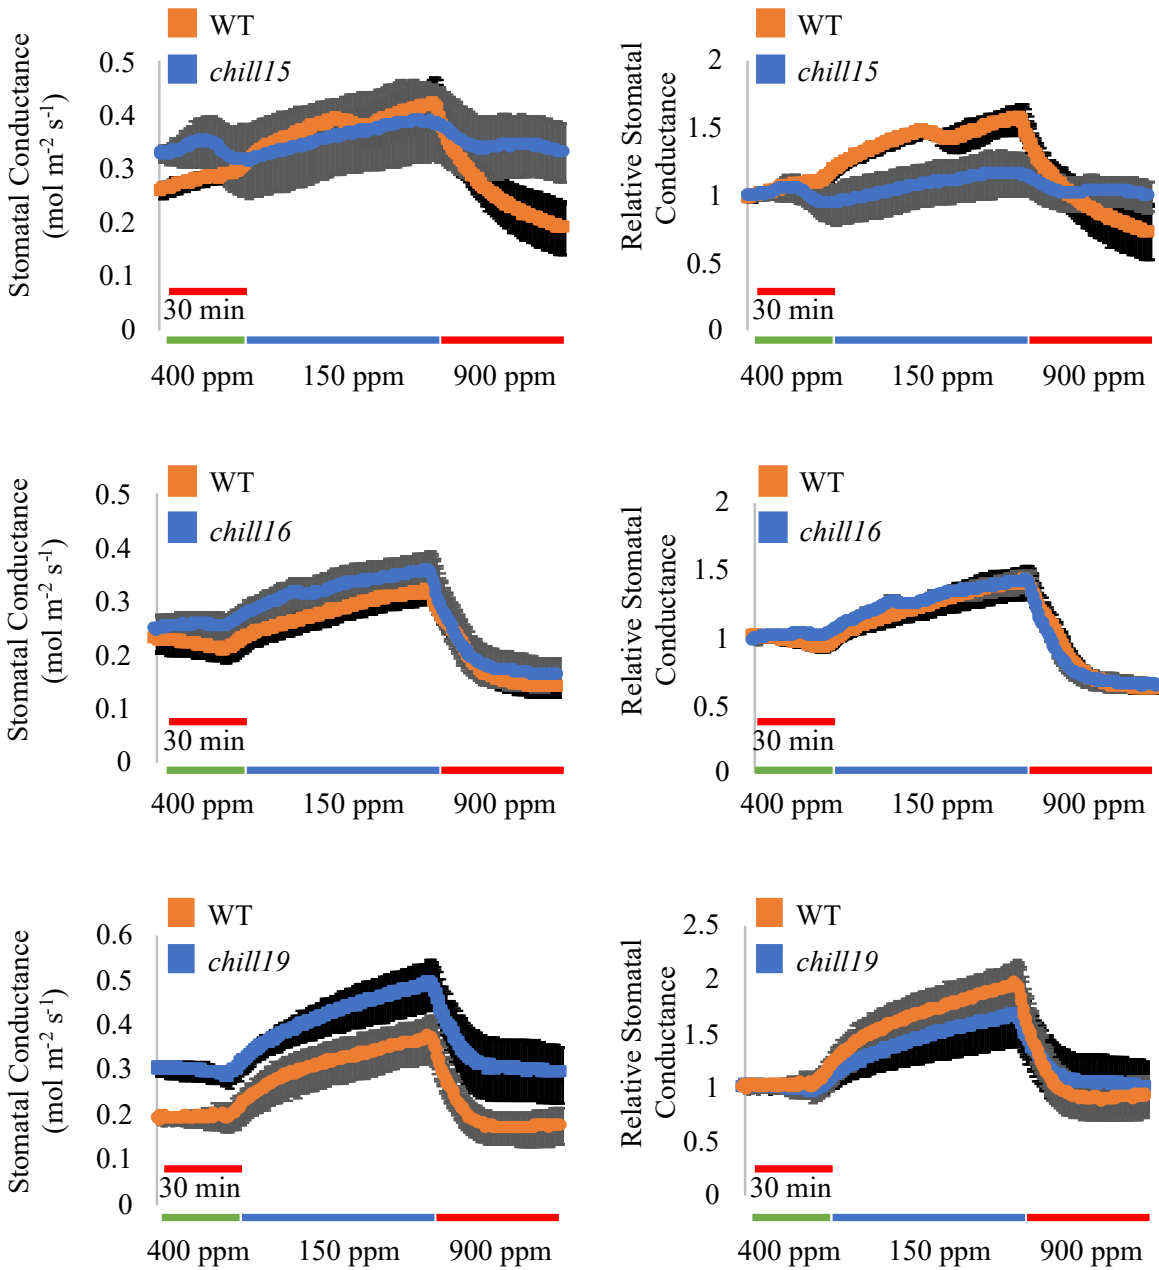 WT
chill15
Stomatal Conductance
(mol m-2 s-1)
0.5
0.4
0.3
0.2
0.1
0
30 min
400 ppm 150 ppm 900 ppm
WT
chill15
Relative Stomatal
Conductance
2
1.5
1
0.5
0
30 min
400 ppm 150 ppm 900 ppm
WT
chill16
Stomatal Conductance
(mol m-2 s-1)
0.5
0.4
0.3
0.2
0.1
0
30 min
400 ppm 150 ppm 900 ppm
WT
chill16
Relative Stomatal
Conductance
2
1.5
1
0.5
0
30 min
400 ppm 150 ppm 900 ppm
WT
chill19
Stomatal Conductance
(mol m-2 s-1)
0.6
0.5
0.4
0.3
0.2
0.1
0
30 min
400 ppm 150 ppm 900 ppm
WT
chill19
Relative Stomatal
Conductance
2.5
2
1.5
1
0.5
0
30 min
400 ppm 150 ppm 900 ppm